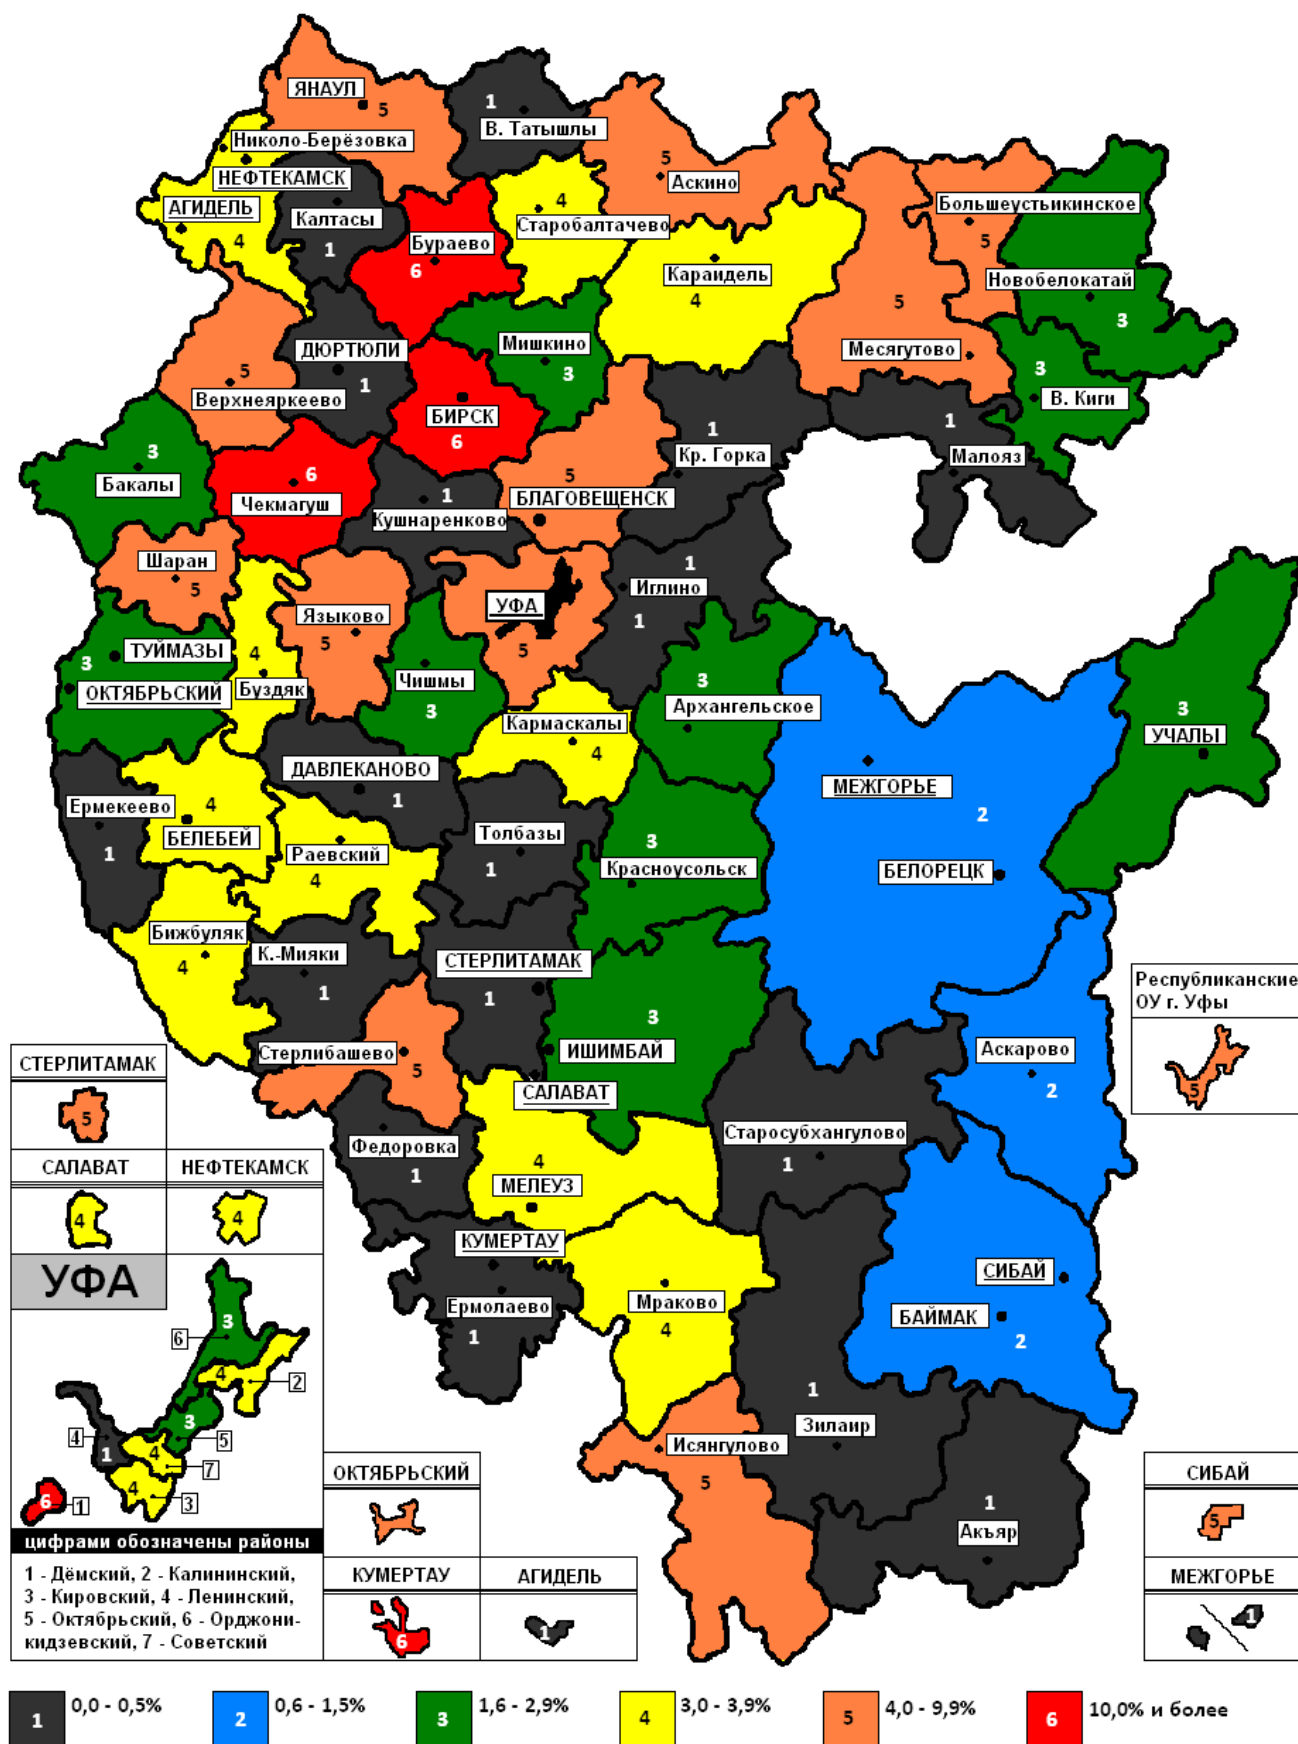 ЯНАУЛ
5
1
В. Татышлы
Николо-Берёзовка
НЕФТЕКАМСК
АГИДЕЛЬ
4
Калтасы
1
Бураево
6
4
Старобалтачево
5
Аскино
Караидель
4
Большеустьикинское
5
Новобелокатай
3
5
Месягутово
3
В. Киги
ДЮРТЮЛИ
1
Мишкино
3
5
Верхнеяркеево
БИРСК
6
1
Кр. Горка
1
Малояз
3
Бакалы
6
Чекмагуш
1
Кушнаренково
5
БЛАГОВЕЩЕНСК
Шаран
5
Языково
5
УФА
5
1
Иглино
1
ТУЙМАЗЫ
3
ОКТЯБРЬСКИЙ
4
Буздяк
Чишмы
3
Кармаскалы
4
3
Архангельское
3
УЧАЛЫ
ДАВЛЕКАНОВО
1
Ермекеево
1
4
БЕЛЕБЕЙ
Раевский
4
Толбазы
1
3
Красноусольск
МЕЖГОРЬЕ
2
БЕЛОРЕЦК
Бижбуляк
4
К.-Мияки
1
СТЕРЛИТАМАК
1
3
ИШИМБАЙ
Стерлибашево
5
САЛАВАТ
Аскарово
2
Республиканские
ОУ г. Уфы
5
Федоровка
1
4
МЕЛЕУЗ
Старосубхангулово
1
КУМЕРТАУ
Ермолаево
1
Мраково
4
СИБАЙ
БАЙМАК
2
1
Зилаир
Исянгулово
5
1
Акъяр
СТЕРЛИТАМАК
5
САЛАВАТ
НЕФТЕКАМСК
4
4
УФА
3
6
4
2
3
4
5
1
4
7
4
3
6
1
цифрами обозначены районы
1 - Дёмский, 2 - Калининский,
3 - Кировский, 4 - Ленинский,
5 - Октябрьский, 6 - Орджони-
кидзевский, 7 - Советский
ОКТЯБРЬСКИЙ
КУМЕРТАУ
АГИДЕЛЬ
6
1
СИБАЙ
5
МЕЖГОРЬЕ
1
1
0,0 - 0,5%
2
0,6 - 1,5%
3
1,6 - 2,9%
4
3,0 - 3,9%
5
4,0 - 9,9%
6
10,0% и более